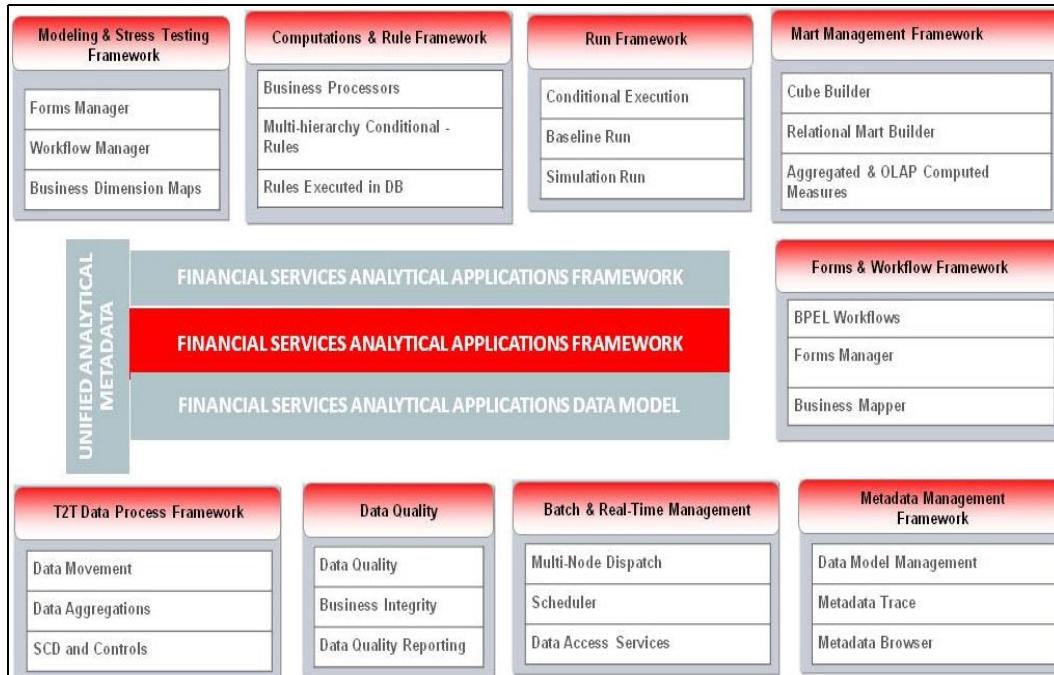 Modeling & Stress Testing
Framework
Forms Manager
Workflow Manager
Business Dimension Maps
Computations & Rule Framework
Business Processors
Multi-hierarchy Conditional -
Rules
Rules Executed in DB
Run Framework
Conditional Execution
Baseline Run
Simulation Run
Mart Management Framework
Cube Builder
Relational Mart Builder
Aggregated & OLAP Computed
Measures
UNIFIED ANALYTICAL
METADATA
FINANCIAL SERVICES ANALYTICAL APPLICATIONS FRAMEWORK
FINANCIAL SERVICES ANALYTICAL APPLICATIONS FRAMEWORK
FINANCIAL SERVICES ANALYTICAL APPLICATIONS DATA MODEL
Forms & Workflow Framework
BPEL Workflows
Forms Manager
Business Mapper
T2T Data Process Framework
Data Movement
Data Aggregations
SCD and Controls
Data Quality
Data Quality
Business Integrity
Data Quality Reporting
Batch & Real-Time Management
Multi-Node Dispatch
Scheduler
Data Access Services
Metadata Management
Framework
Data Model Management
Metadata Trace
Metadata Browser